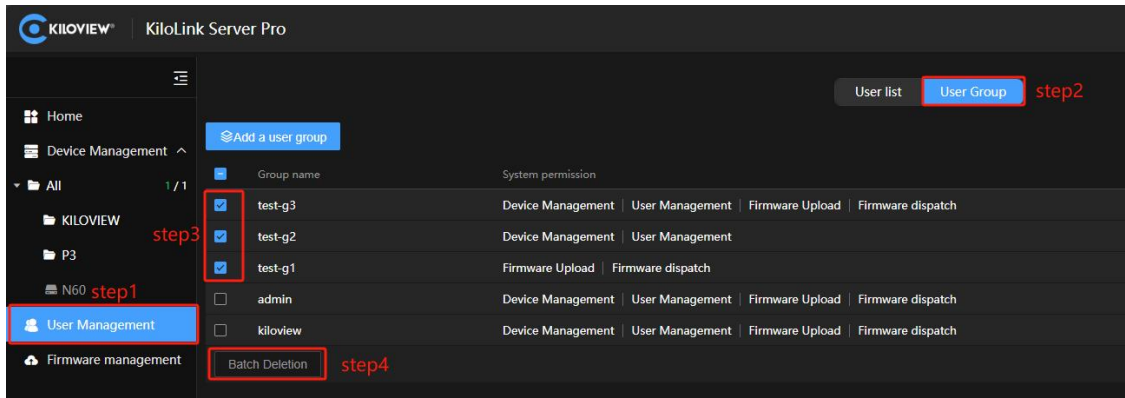 KILOVIEW® KiloLink Server Pro
User list User Group step2
Home
Add a user group
Device Management
Group name System permission
All 1 / 1
test-g3 Device Management | User Management | Firmware Upload | Firmware dispatch
KILOVIEW
step3 test-g2 Device Management | User Management
P3
test-g1 Firmware Upload | Firmware dispatch
N60 step1
admin Device Management | User Management | Firmware Upload | Firmware dispatch
User Management
kiloview Device Management | User Management | Firmware Upload | Firmware dispatch
Firmware management
Batch Deletion step4